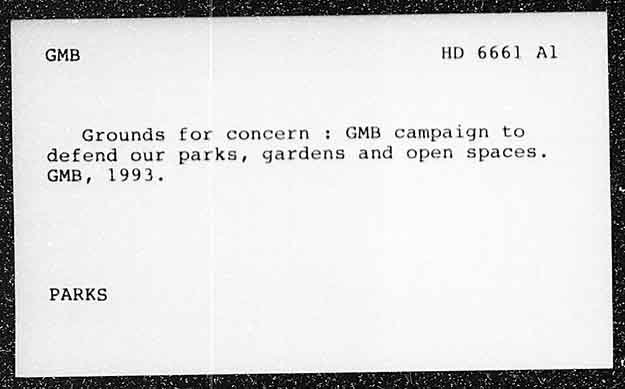 GMB HD 6661 A1
Grounds for concern : GMB campaign to
defend our parks, gardens and open spaces.
GMB, 1993.
PARKS